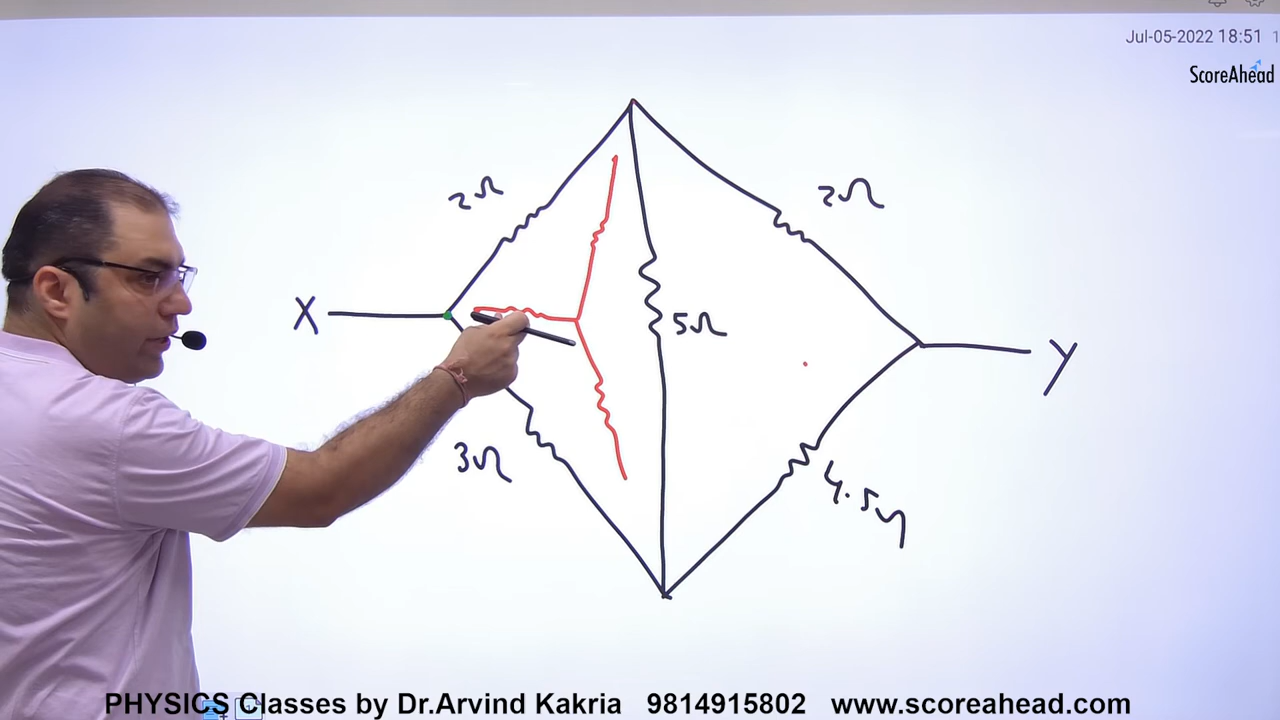 Jul-05-2022 18:51 1
ScoreAhead
2Ω
2Ω
X
5Ω
Y
3Ω
4.5Ω
PHYSICS Classes by Dr.Arvind Kakria 9814915802 www.scoreahead.com